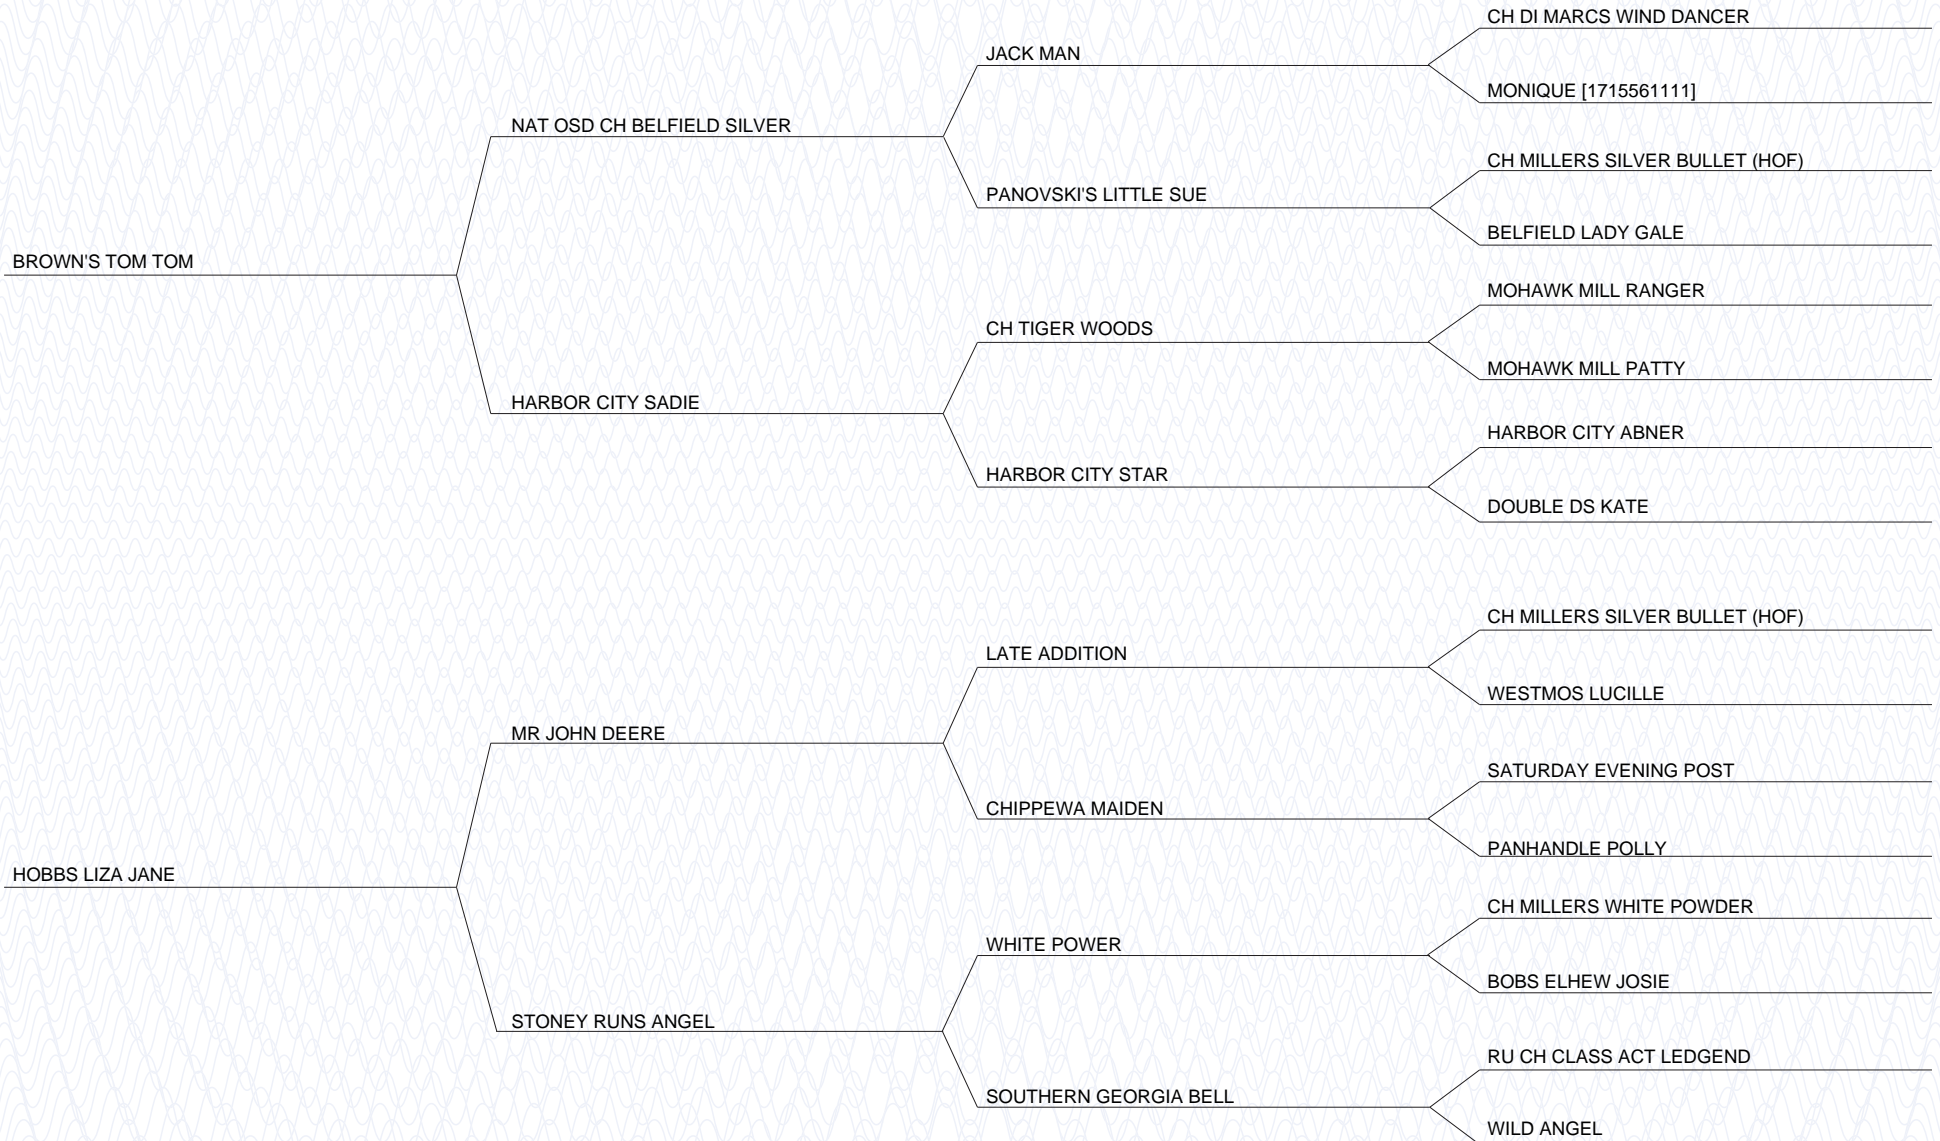 CH DI MARCS WIND DANCER
JACK MAN
MONIQUE [1715561111]
NAT OSD CH BELFIELD SILVER
CH MILLERS SILVER BULLET (HOF)
PANOVSKI'S LITTLE SUE
BELFIELD LADY GALE
BROWN'S TOM TOM
MOHAWK MILL RANGER
CH TIGER WOODS
MOHAWK MILL PATTY
HARBOR CITY SADIE
HARBOR CITY ABNER
HARBOR CITY STAR
DOUBLE DS KATE
CH MILLERS SILVER BULLET (HOF)
LATE ADDITION
WESTMOS LUCILLE
MR JOHN DEERE
SATURDAY EVENING POST
CHIPPEWA MAIDEN
PANHANDLE POLLY
HOBBS LIZA JANE
CH MILLERS WHITE POWDER
WHITE POWER
BOBS ELHEW JOSIE
STONEY RUNS ANGEL
RU CH CLASS ACT LEDGEND
SOUTHERN GEORGIA BELL
WILD ANGEL